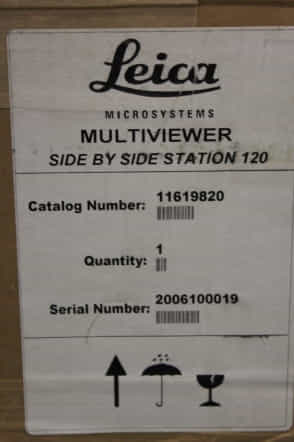 Leica
MICROSYSTEMS
MULTIVIEWER
SIDE BY SIDE STATION 120
Catalog Number: 11619820
Quantity: 1
Serial Number: 2006100019